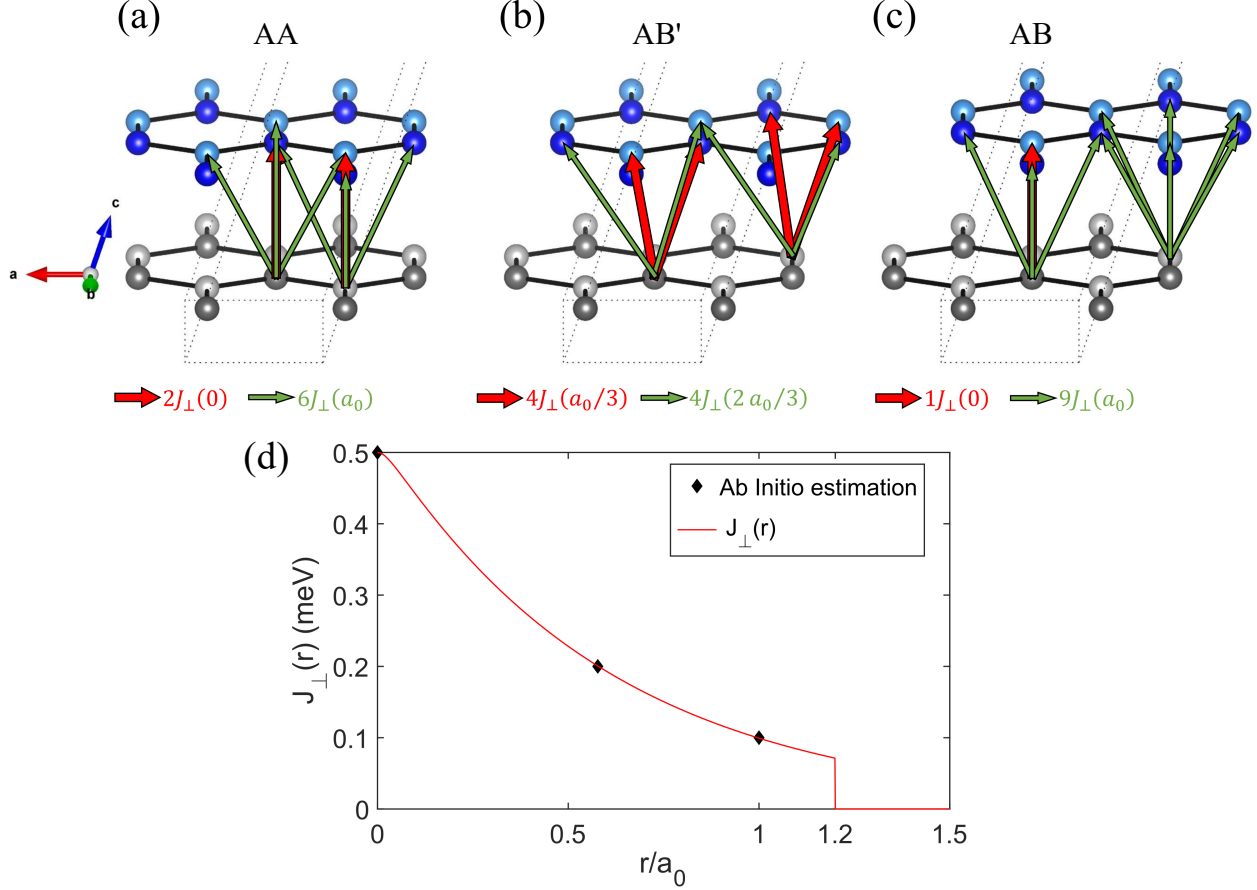 (a)
AA
(b)
AB'
(c)
AB
c
a
b
2J⊥(0)
6J⊥(a₀)
4J⊥(a₀/3)
4J⊥(2 a₀/3)
1J⊥(0)
9J⊥(a₀)
(d)
0.5
0.4
0.3
0.2
0.1
0
J⊥(r) (meV)
Ab Initio estimation
J⊥(r)
0
0.5
1
1.2
1.5
r/a₀